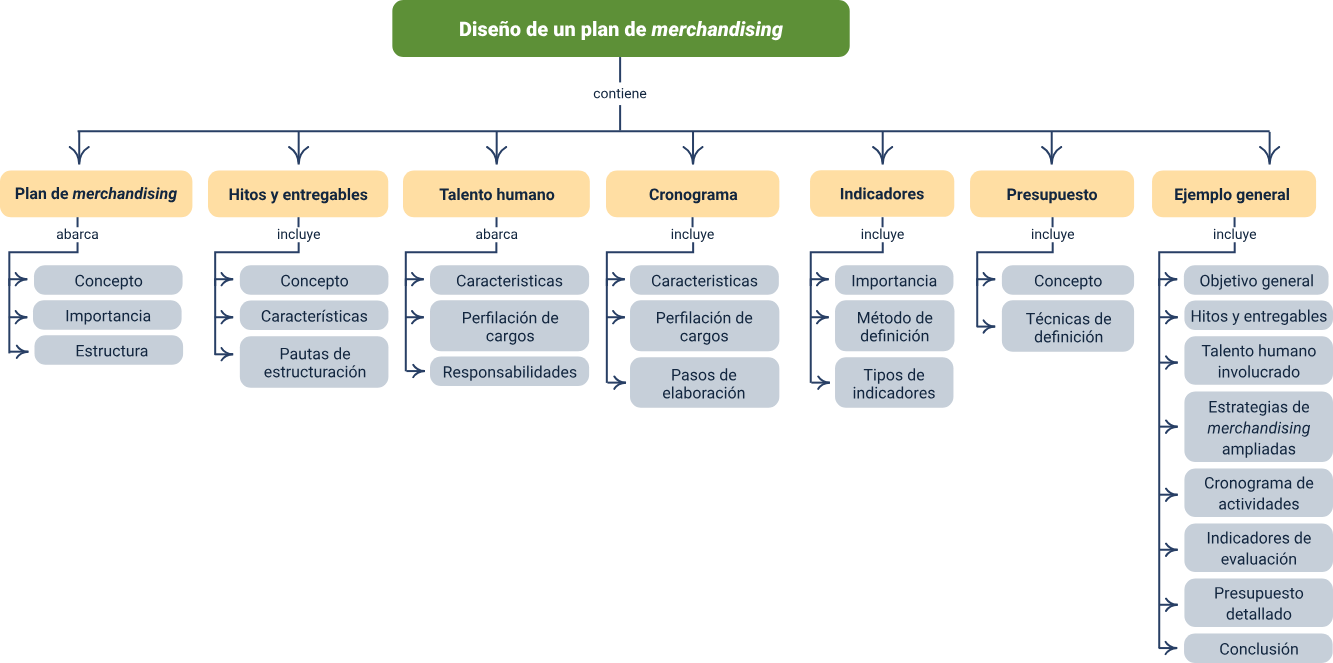 Diseño de un plan de merchandising
contiene
Plan de merchandising
abarca
Concepto
Importancia
Estructura
Hitos y entregables
incluye
Concepto
Características
Pautas de
estructuración
Talento humano
abarca
Caracteristicas
Perfilación de
cargos
Responsabilidades
Cronograma
incluye
Caracteristicas
Perfilación de
cargos
Pasos de
elaboración
Indicadores
incluye
Importancia
Método de
definición
Tipos de
indicadores
Presupuesto
incluye
Concepto
Técnicas de
definición
Ejemplo general
incluye
Objetivo general
Hitos y entregables
Talento humano
involucrado
Estrategias de
merchandising
ampliadas
Cronograma de
actividades
Indicadores de
evaluación
Presupuesto
detallado
Conclusión